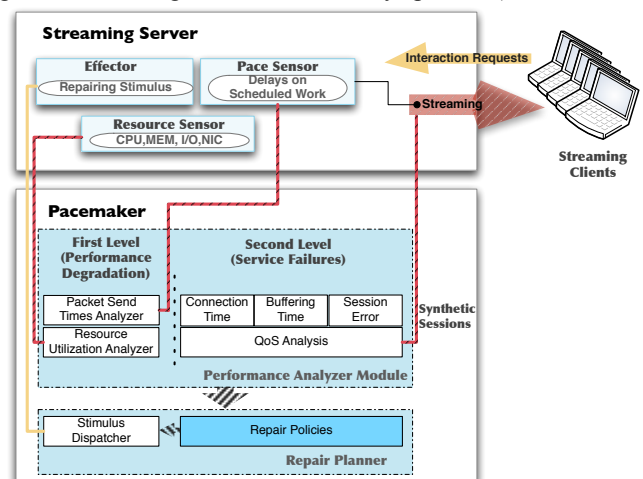 Streaming Server
Effector
Repairing Stimulus
Pace Sensor
Delays on
Scheduled Work
Interaction Requests
Streaming
Resource Sensor
CPU,MEM, I/O,NIC
Streaming
Clients
Pacemaker
First Level
(Performance
Degradation)
Second Level
(Service Failures)
Packet Send
Times Analyzer
Connection
Time
Buffering
Time
Session
Error
Synthetic
Sessions
Resource
Utilization Analyzer
QoS Analysis
Performance Analyzer Module
Stimulus
Dispatcher
Repair Policies
Repair Planner